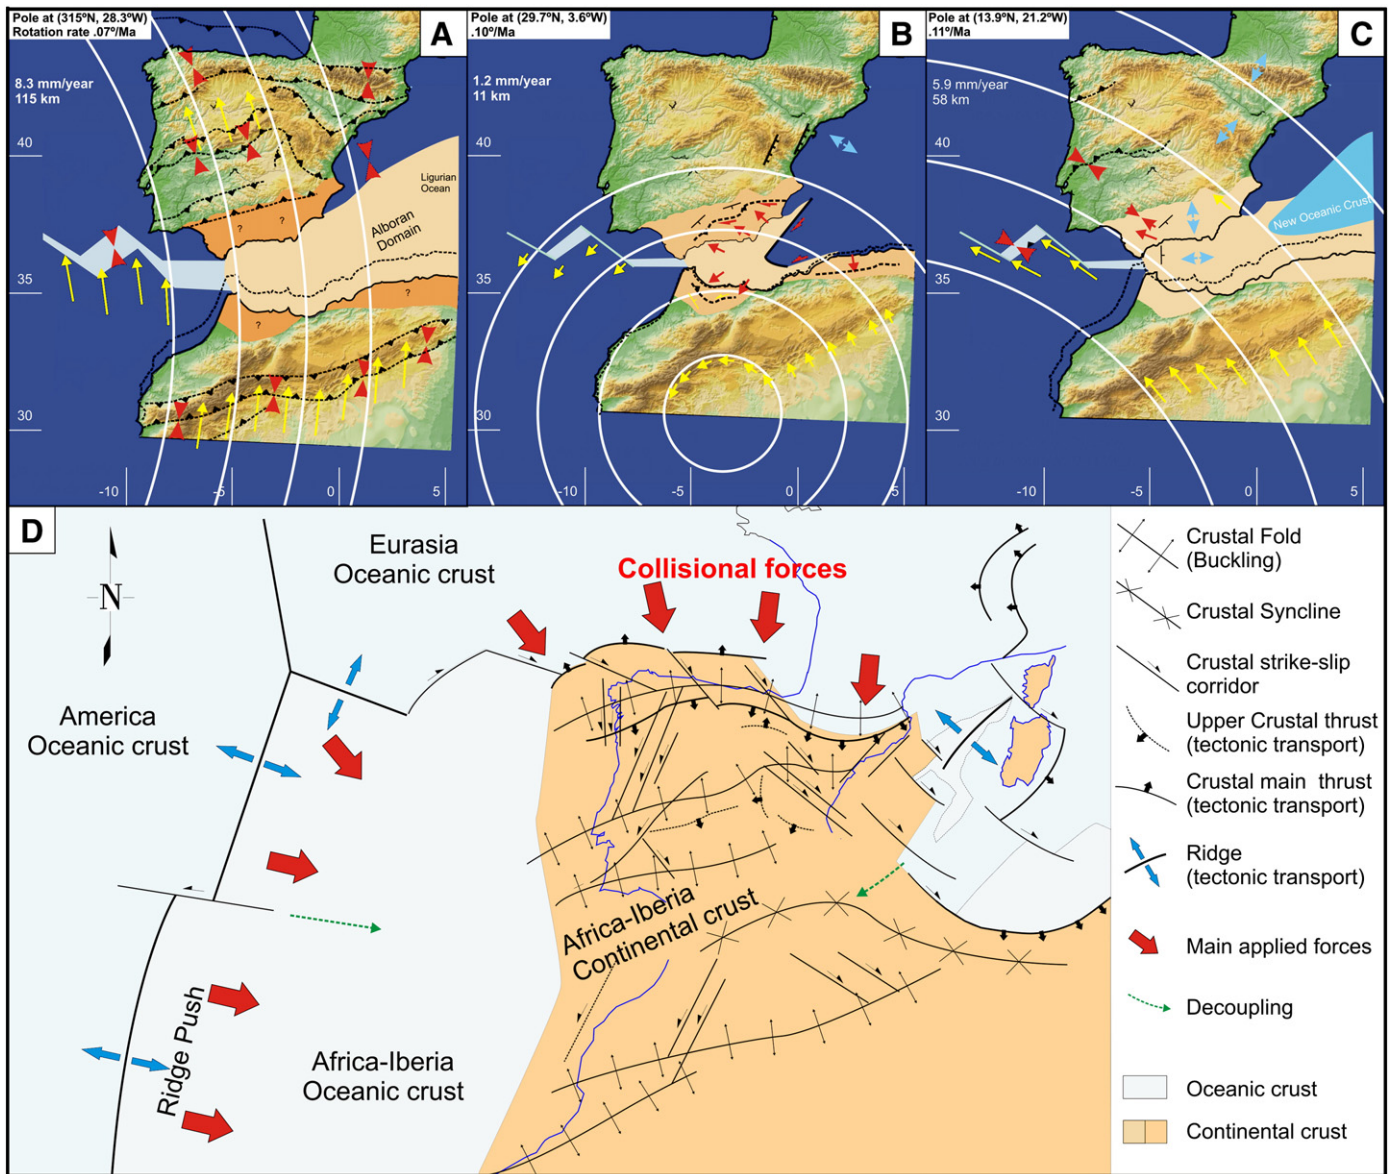 Pole at (315ºN, 28.3ºW)
Rotation rate .07º/Ma
A
8.3 mm/year
115 km
40
35
30
-10
-5
0
5
Ligurian
Ocean
Alboran
Domain
?
?
?
?
Pole at (29.7ºN, 3.6ºW)
.10º/Ma
B
1.2 mm/year
11 km
40
35
30
-10
-5
0
5
Pole at (13.9ºN, 21.2ºW)
.11º/Ma
C
5.9 mm/year
58 km
40
35
30
-10
-5
0
5
New Oceanic Crust
D
N
Eurasia
Oceanic crust
Collisional forces
America
Oceanic crust
Africa-Iberia
Continental crust
Ridge Push
Africa-Iberia
Oceanic crust
Crustal Fold
(Buckling)
Crustal Syncline
Crustal strike-slip
corridor
Upper Crustal thrust
(tectonic transport)
Crustal main thrust
(tectonic transport)
Ridge
(tectonic transport)
Main applied forces
Decoupling
Oceanic crust
Continental crust